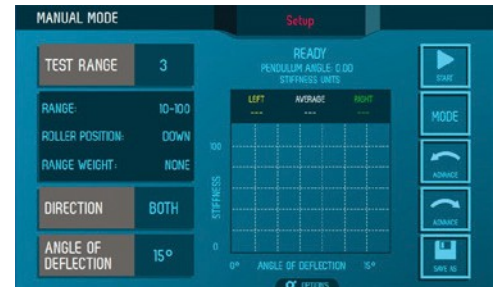 MANUAL MODE
Setup
TEST RANGE 3
RANGE: 10-100
ROLLER POSITION: DOWN
RANGE WEIGHT: NONE
DIRECTION BOTH
ANGLE OF
DEFLECTION
15°
READY
PENDULUM ANGLE: 0.00
STIFFNESS UNITS
LEFT AVERAGE RIGHT
--- --- ---
100
STIFFNESS
0
0° ANGLE OF DEFLECTION 15°
OPTIONS
START
MODE
ADVANCE
ADVANCE
SAVE AS